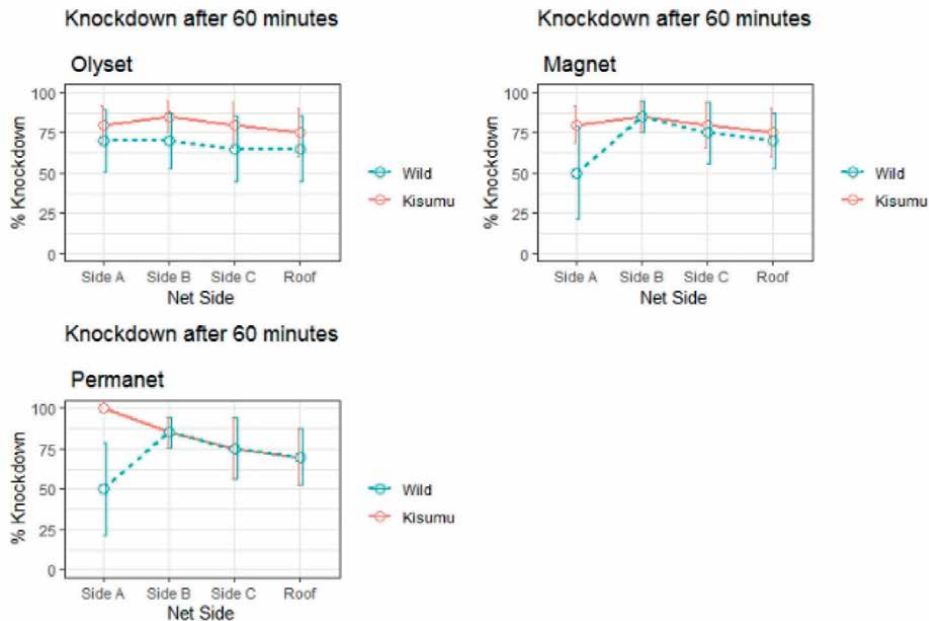 Knockdown after 60 minutes
Olyset
100
75
50
25
0
% Knockdown
Side A Side B Side C Roof
Net Side
Wild
Kisumu
Knockdown after 60 minutes
Magnet
100
75
50
25
0
% Knockdown
Side A Side B Side C Roof
Net Side
Wild
Kisumu
Knockdown after 60 minutes
Permanet
100
75
50
25
0
% Knockdown
Side A Side B Side C Roof
Net Side
Wild
Kisumu